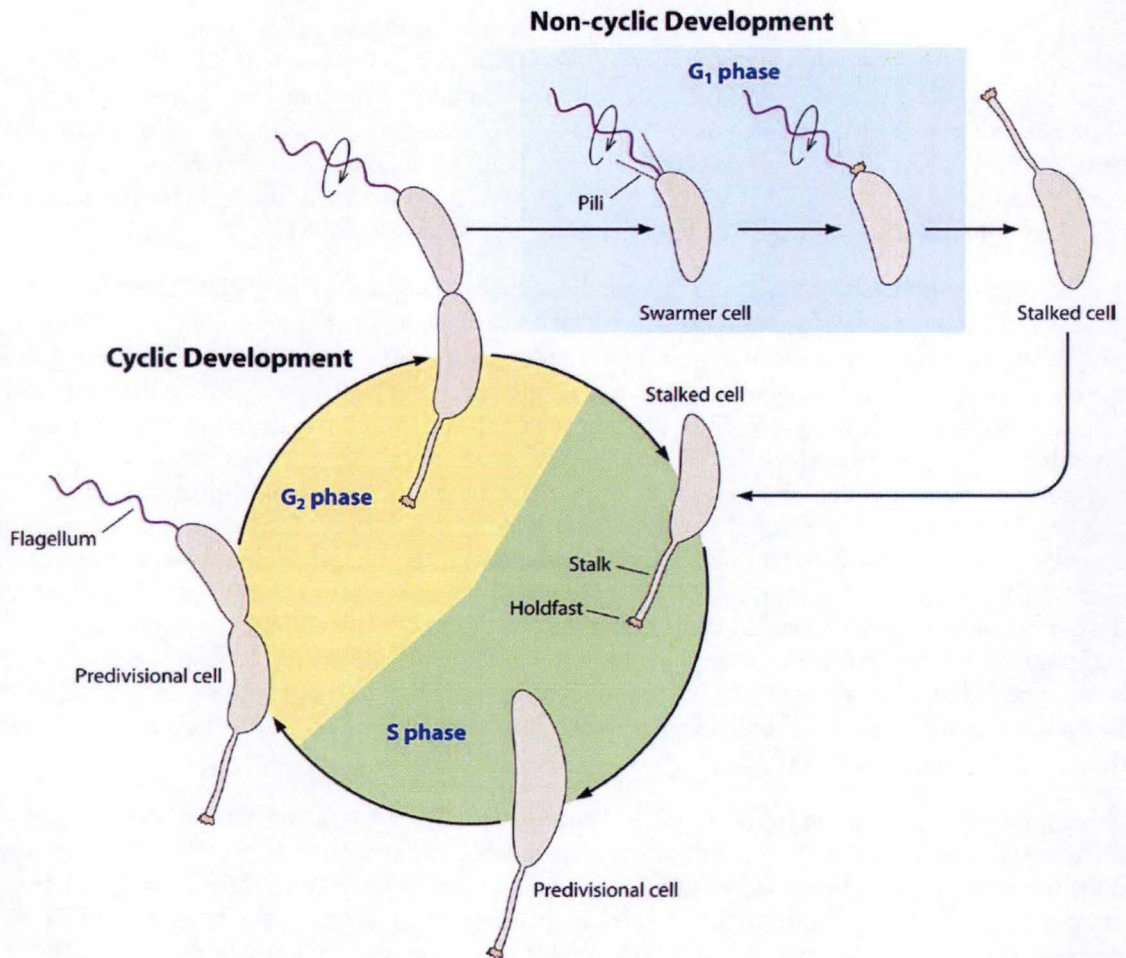 Non-cyclic Development
G₁ phase
Pili
Swarmer cell
Stalked cell
Cyclic Development
Stalked cell
G₂ phase
Flagellum
Stalk
Holdfast
Predivisional cell
S phase
Predivisional cell